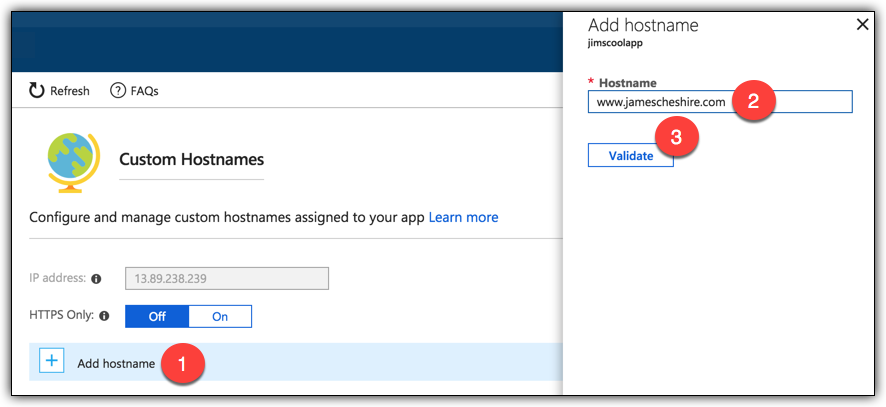 Refresh
FAQs
Custom Hostnames
Configure and manage custom hostnames assigned to your app Learn more
IP address:
13.89.238.239
HTTPS Only:
Off
On
Add hostname
1
Add hostname
jimscoolapp
* Hostname
www.jamescheshire.com
2
3
Validate